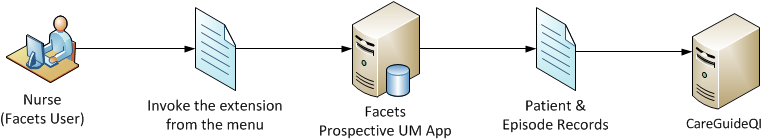 Nurse
(Facets User)
Invoke the extension
from the menu
Facets
Prospective UM App
Patient &
Episode Records
CareGuideQI